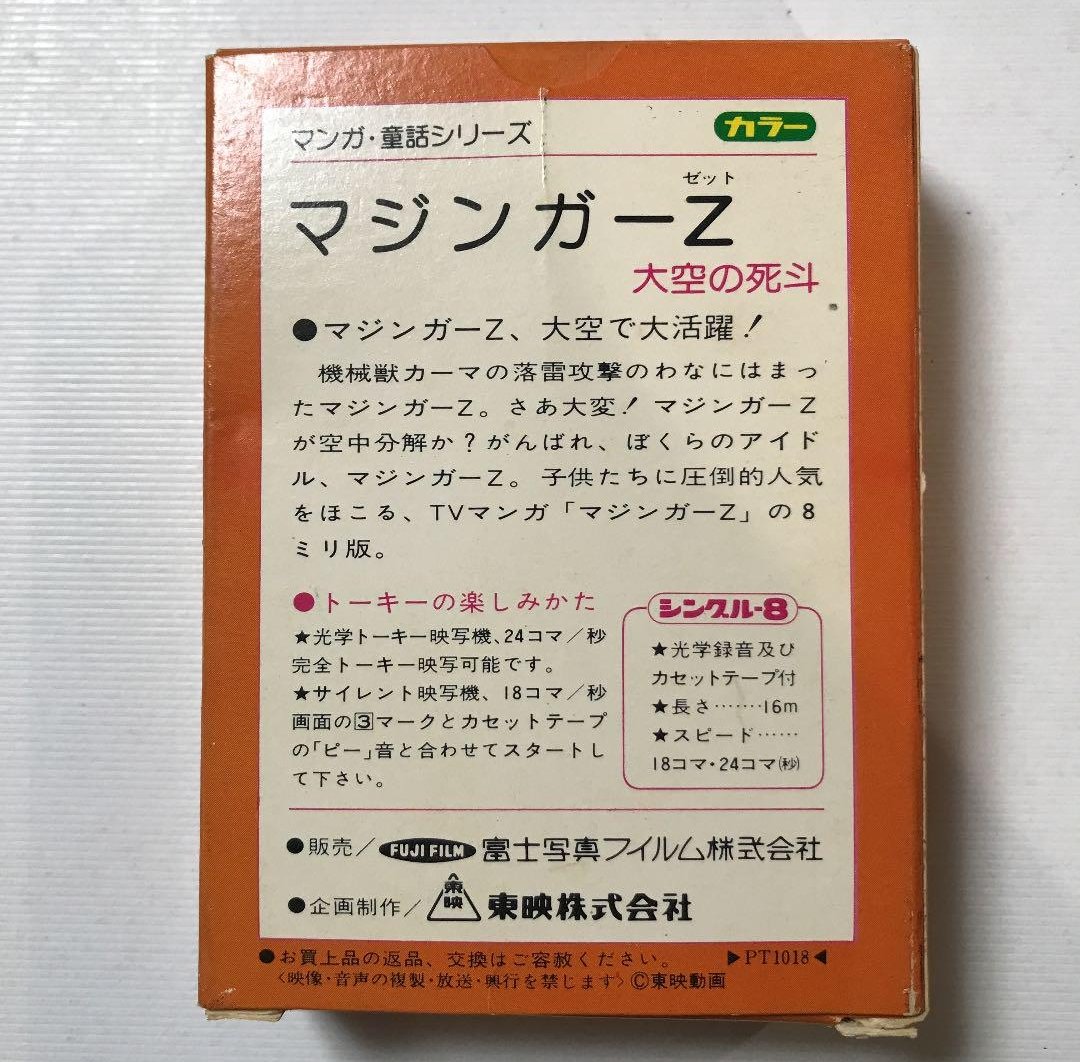 マンガ・童話シリーズ
カラー
ゼット
マジンガーZ
大空の死斗
●マジンガーZ、大空で大活躍！
機械獣カーマの落雷攻撃のわなにはまっ
たマジンガーZ。さあ大変！マジンガーZ
が空中分解か？がんばれ、ぼくらのアイド
ル、マジンガーZ。子供たちに圧倒的人気
をほこる、TVマンガ「マジンガーZ」の8
ミリ版。
●トーキーの楽しみかた
★光学トーキー映写機、24コマ／秒
完全トーキー映写可能です。
★サイレント映写機、18コマ／秒
画面の3マークとカセットテープ
の「ピー」音と合わせてスタートし
て下さい。
シングル-8
★光学録音及び
カセットテープ付
★長さ……16m
★スピード……
18コマ・24コマ(秒)
●販売／FUJI FILM 富士写真フイルム株式会社
●企画制作／東映 東映株式会社
●お買上品の返品、交換はご容赦ください。 ▶PT1018◀
〈映像・音声の複製・放送・興行を禁じます〉©東映動画